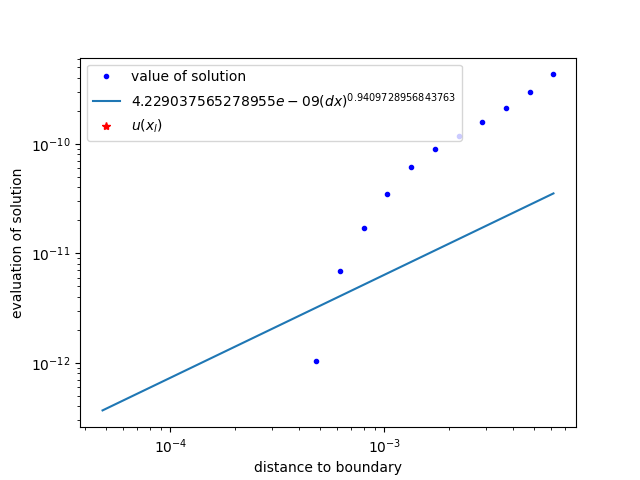 value of solution
4.229037565278955e − 09(dx)^0.9409728956843763
u(x_l)
10^−10
10^−11
10^−12
10^−4
10^−3
evaluation of solution
distance to boundary